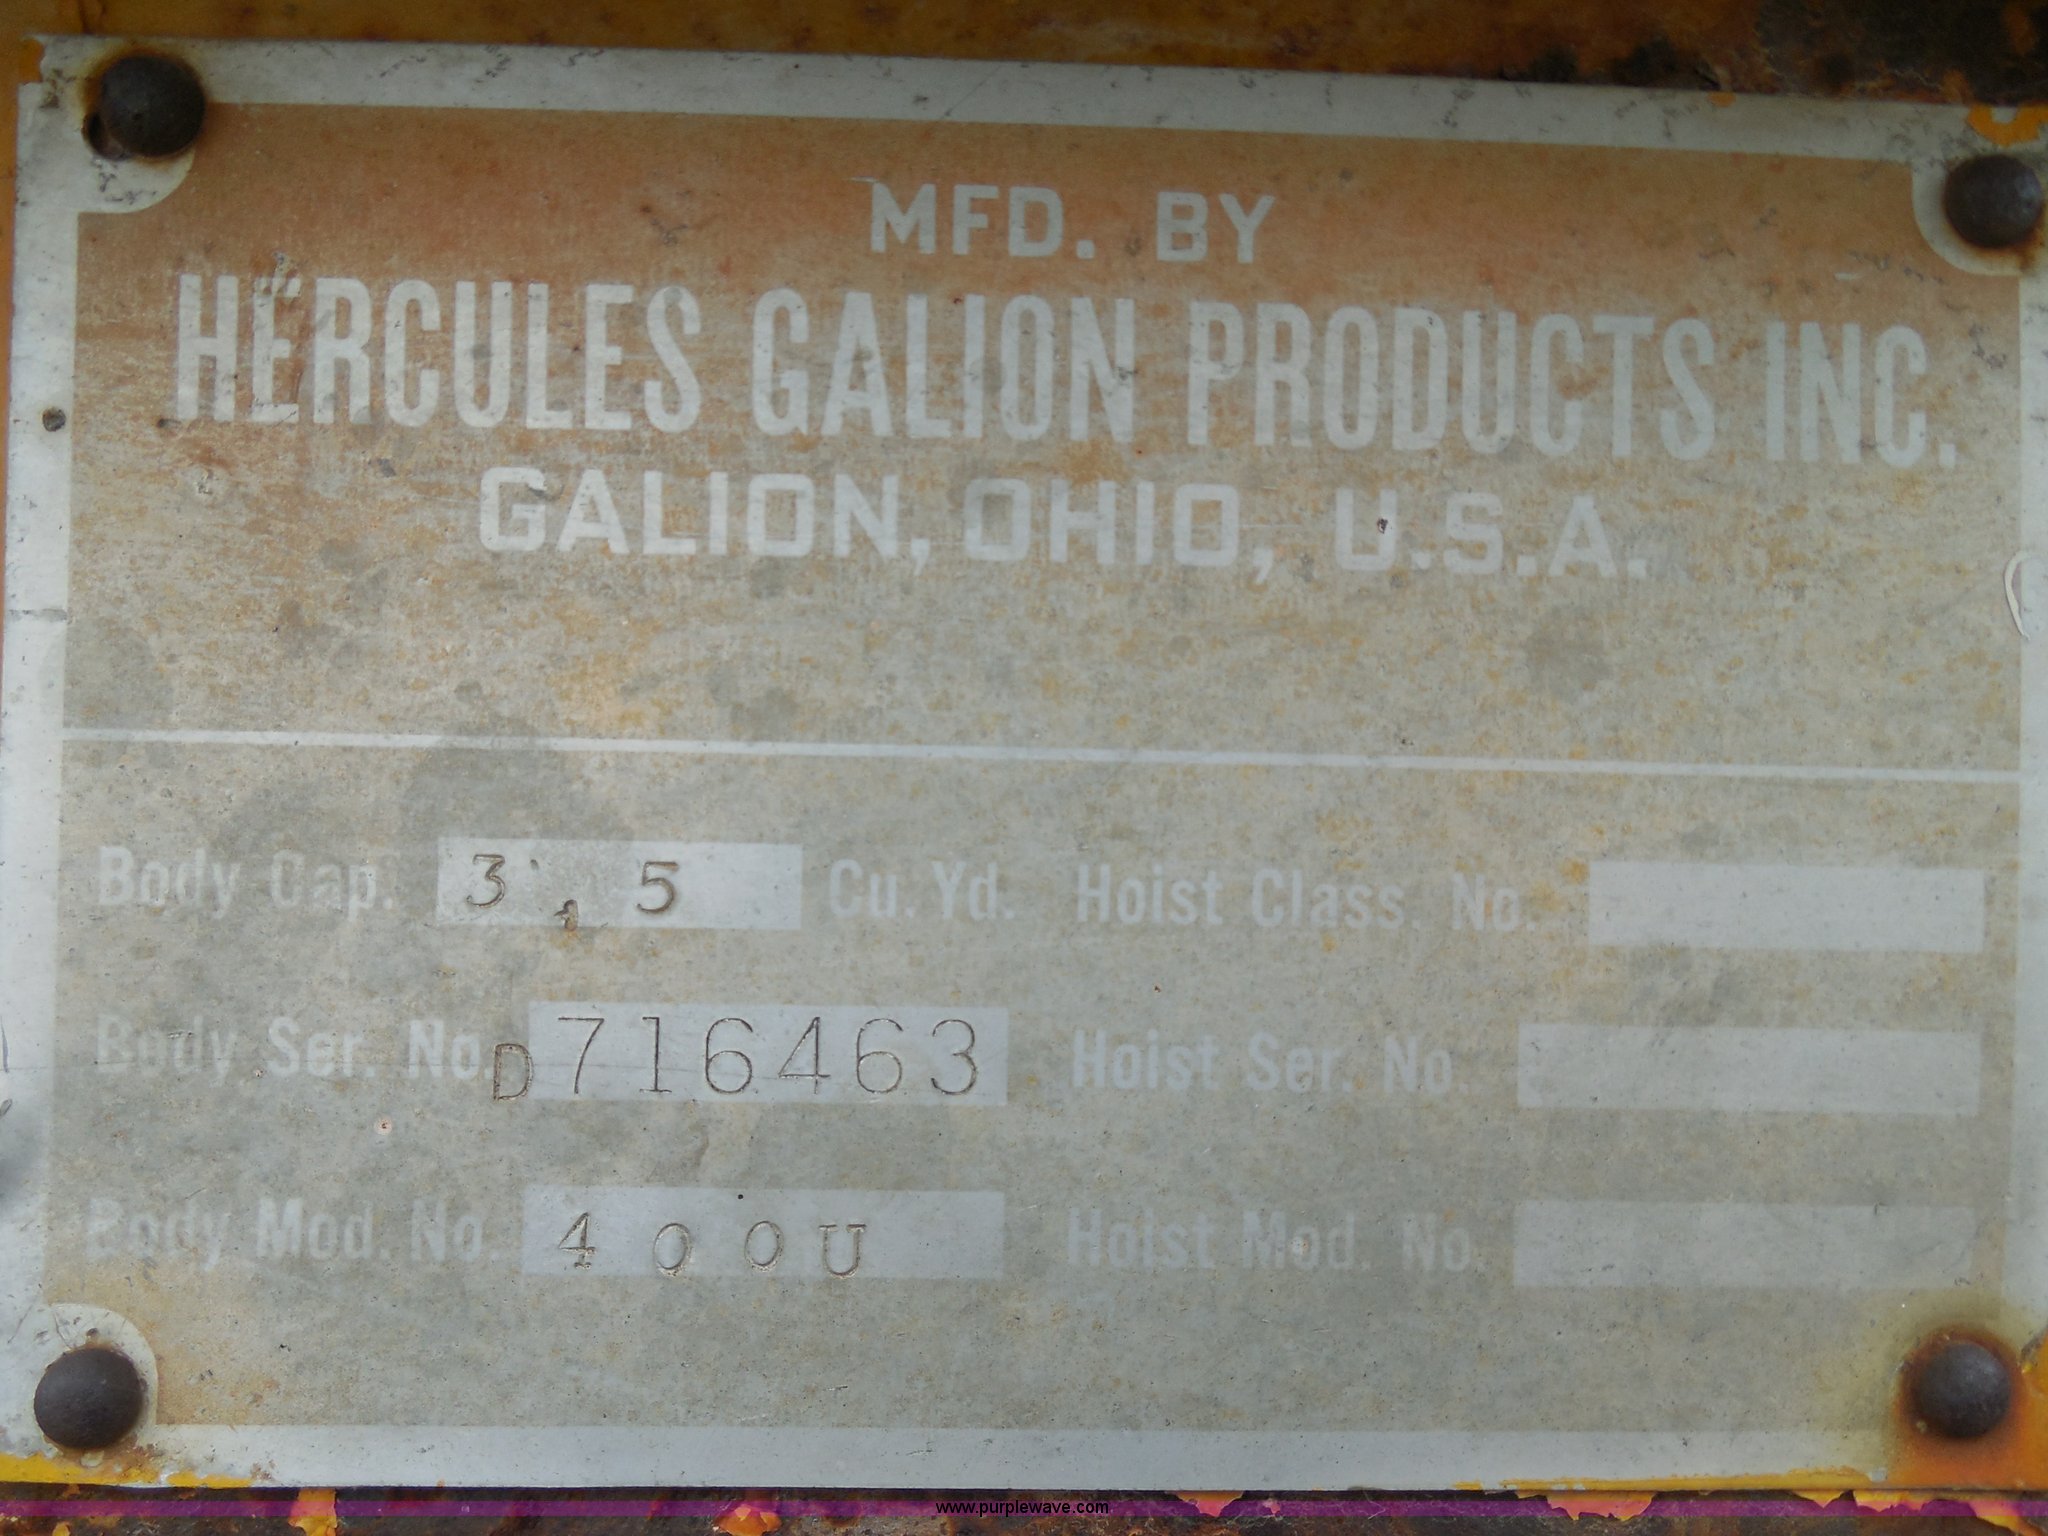 MFD. BY
HERCULES GALION PRODUCTS INC.
GALION, OHIO, U.S.A.
Body Cap. 3.5 Cu. Yd. Hoist Class. No.
Body Ser. No. D716463 Hoist Ser. No.
Body Mod. No. 400U Hoist Mod. No.
www.purplewave.com